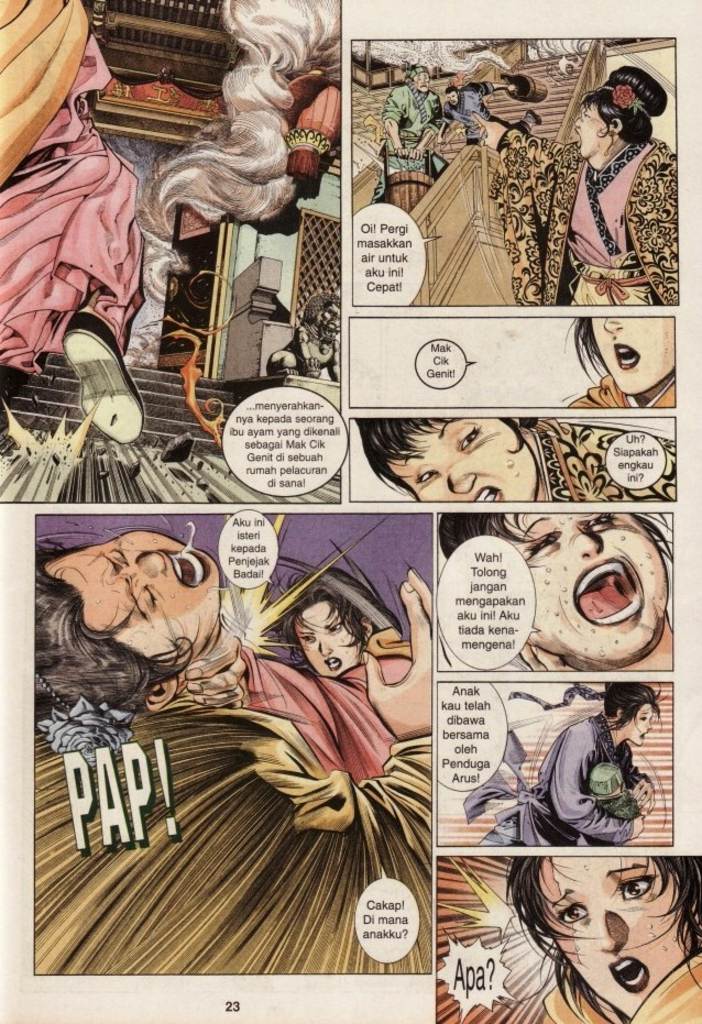 ...menyerahkan-
nya kepada seorang
ibu ayam yang dikenali
sebagai Mak Cik
Genit di sebuah
rumah pelacuran
di sana!
Oi! Pergi
masakkan
air untuk
aku ini!
Cepat!
Mak
Cik
Genit!
Uh?
Siapakah
engkau
ini?
Aku ini
isteri
kepada
Penjejak
Badai!
PAP!
Cakap!
Di mana
anakku?
Wah!
Tolong
jangan
mengapakan
aku ini! Aku
tiada kena-
mengena!
Anak
kau telah
dibawa
bersama
oleh
Penduga
Arus!
Apa?
23